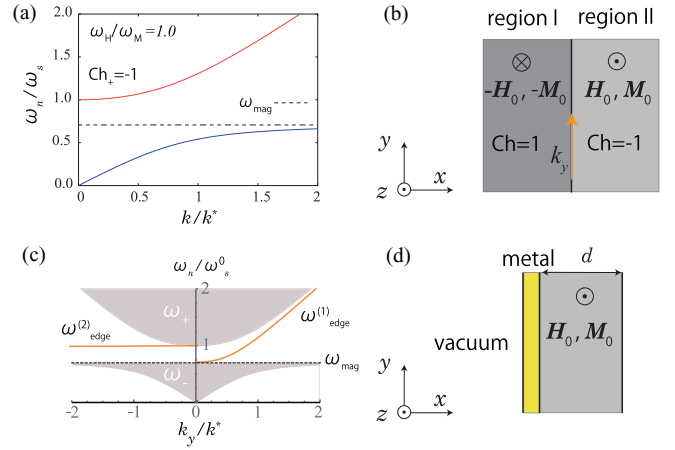 (a)
ω_n/ω_s
2.0
1.5
1.0
0.5
0.0
ω_H/ω_M=1.0
Ch_+=-1
ω_mag
0 0.5 1 1.5 2
k/k*
(b)
region I region II
⊗ ⊙
-H_0, -M_0 H_0, M_0
Ch=1 Ch=-1
k_y
y
z x
(c)
ω_n/ω_s^0
2
ω_+
ω^(1)_edge
ω^(2)_edge
1
ω_mag
ω_-
-2 -1 0 1 2
k_y/k*
(d)
metal d
vacuum
⊙
H_0, M_0
y
z x